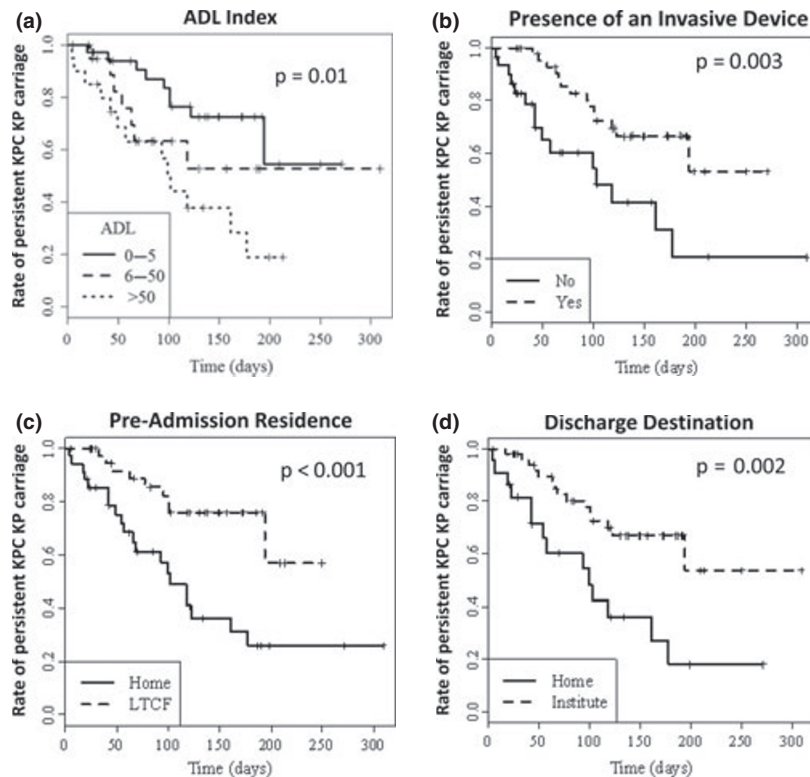 (a)
ADL Index
Rate of persistent KPC KP carriage
0.0 0.2 0.4 0.6 0.8 1.0
p = 0.01
ADL
0–5
6–50
>50
0 50 100 150 200 250 300
Time (days)
(b)
Presence of an Invasive Device
Rate of persistent KPC KP carriage
0.0 0.2 0.4 0.6 0.8 1.0
p = 0.003
No
Yes
0 50 100 150 200 250 300
Time (days)
(c)
Pre-Admission Residence
Rate of persistent KPC KP carriage
0.0 0.2 0.4 0.6 0.8 1.0
p < 0.001
Home
LTCF
0 50 100 150 200 250 300
Time (days)
(d)
Discharge Destination
Rate of persistent KPC KP carriage
0.0 0.2 0.4 0.6 0.8 1.0
p = 0.002
Home
Institute
0 50 100 150 200 250 300
Time (days)